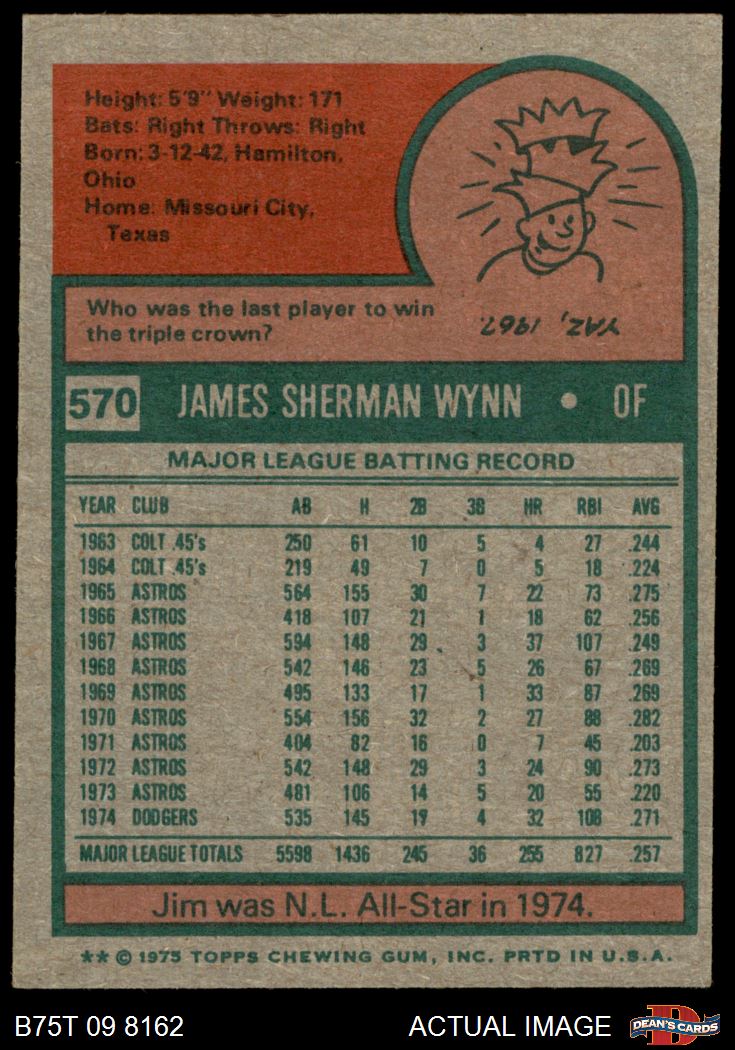 Height: 5'9" Weight: 171
Bats: Right Throws: Right
Born: 3-12-42, Hamilton,
Ohio
Home: Missouri City,
Texas
Who was the last player to win
the triple crown?
YAZ, 1967.
570 JAMES SHERMAN WYNN • OF
MAJOR LEAGUE BATTING RECORD
YEAR CLUB AB H 2B 3B HR RBI AVG
1963 COLT .45's 250 61 10 5 4 27 .244
1964 COLT .45's 219 49 7 0 5 18 .224
1965 ASTROS 564 155 30 7 22 73 .275
1966 ASTROS 418 107 21 1 18 62 .256
1967 ASTROS 594 148 29 3 37 107 .249
1968 ASTROS 542 146 23 5 26 67 .269
1969 ASTROS 495 133 17 1 33 87 .269
1970 ASTROS 554 156 32 2 27 88 .282
1971 ASTROS 404 82 16 0 7 45 .203
1972 ASTROS 542 148 29 3 24 90 .273
1973 ASTROS 481 106 14 5 20 55 .220
1974 DODGERS 535 145 17 4 32 108 .271
MAJOR LEAGUE TOTALS 5598 1436 245 36 255 827 .257
Jim was N.L. All-Star in 1974.
** © 1975 TOPPS CHEWING GUM, INC. PRTD IN U.S.A.
B75T 09 8162 ACTUAL IMAGE D DEAN'S CARDS